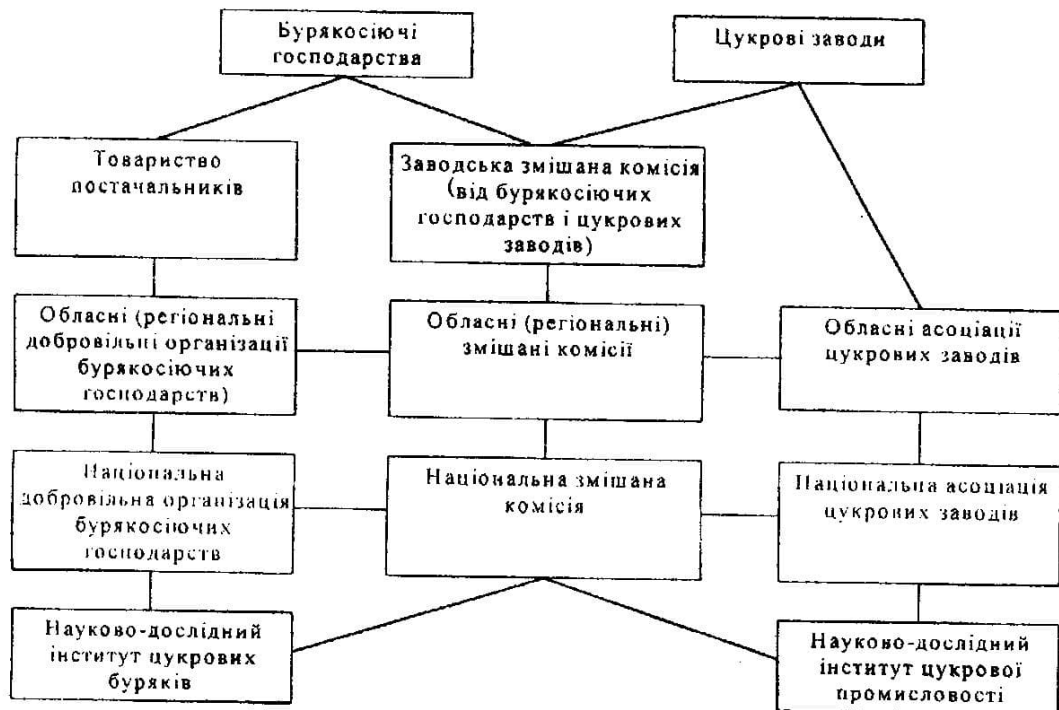 Бурякосіючі
господарства
Цукрові заводи
Товариство
постачальників
Заводська змішана комісія
(від бурякосіючих
господарств і цукрових
заводів)
Обласні (регіональні
добровільні організації
бурякосіючих
господарств)
Обласні (регіональні)
змішані комісії
Обласні асоціації
цукрових заводів
Національна
добровільна організація
бурякосіючих
господарств
Національна змішана
комісія
Національна асоціація
цукрових заводів
Науково-дослідний
інститут цукрових
буряків
Науково-дослідний
інститут цукрової
промисловості